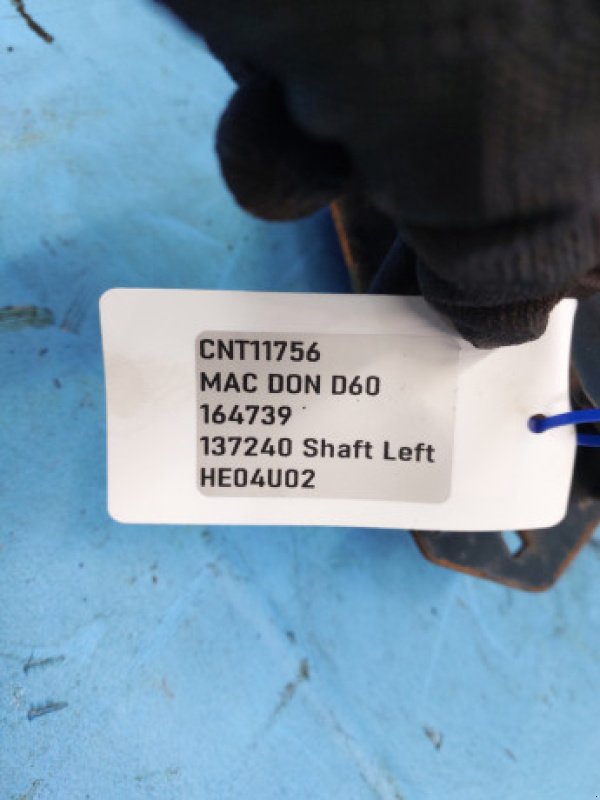 CNT11756
MAC DON D60
164739
137240 Shaft Left
HE04U02